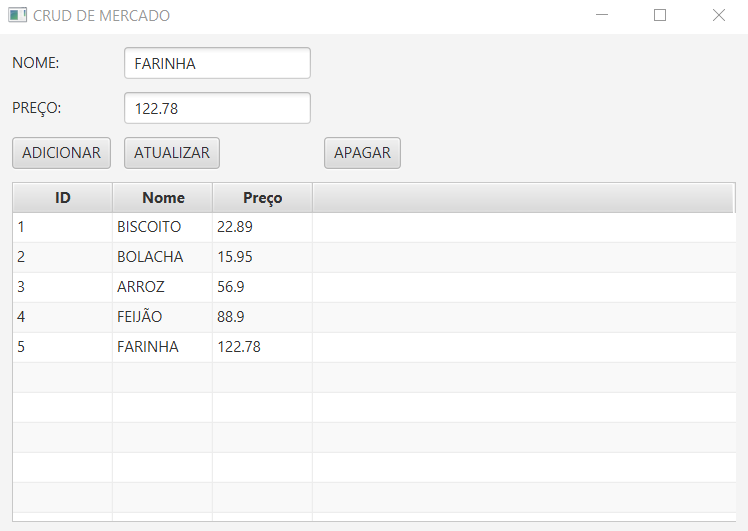 CRUD DE MERCADO
NOME: FARINHA
PREÇO: 122.78
ADICIONAR ATUALIZAR APAGAR
ID Nome Preço
1 BISCOITO 22.89
2 BOLACHA 15.95
3 ARROZ 56.9
4 FEIJÃO 88.9
5 FARINHA 122.78